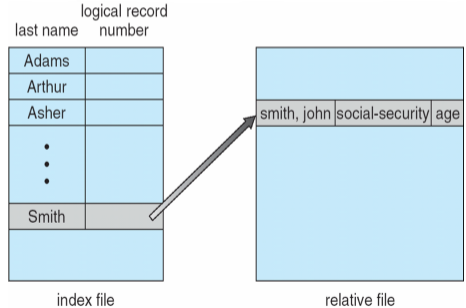 last name
logical record
number
Adams
Arthur
Asher
Smith
smith, john social-security age
index file
relative file